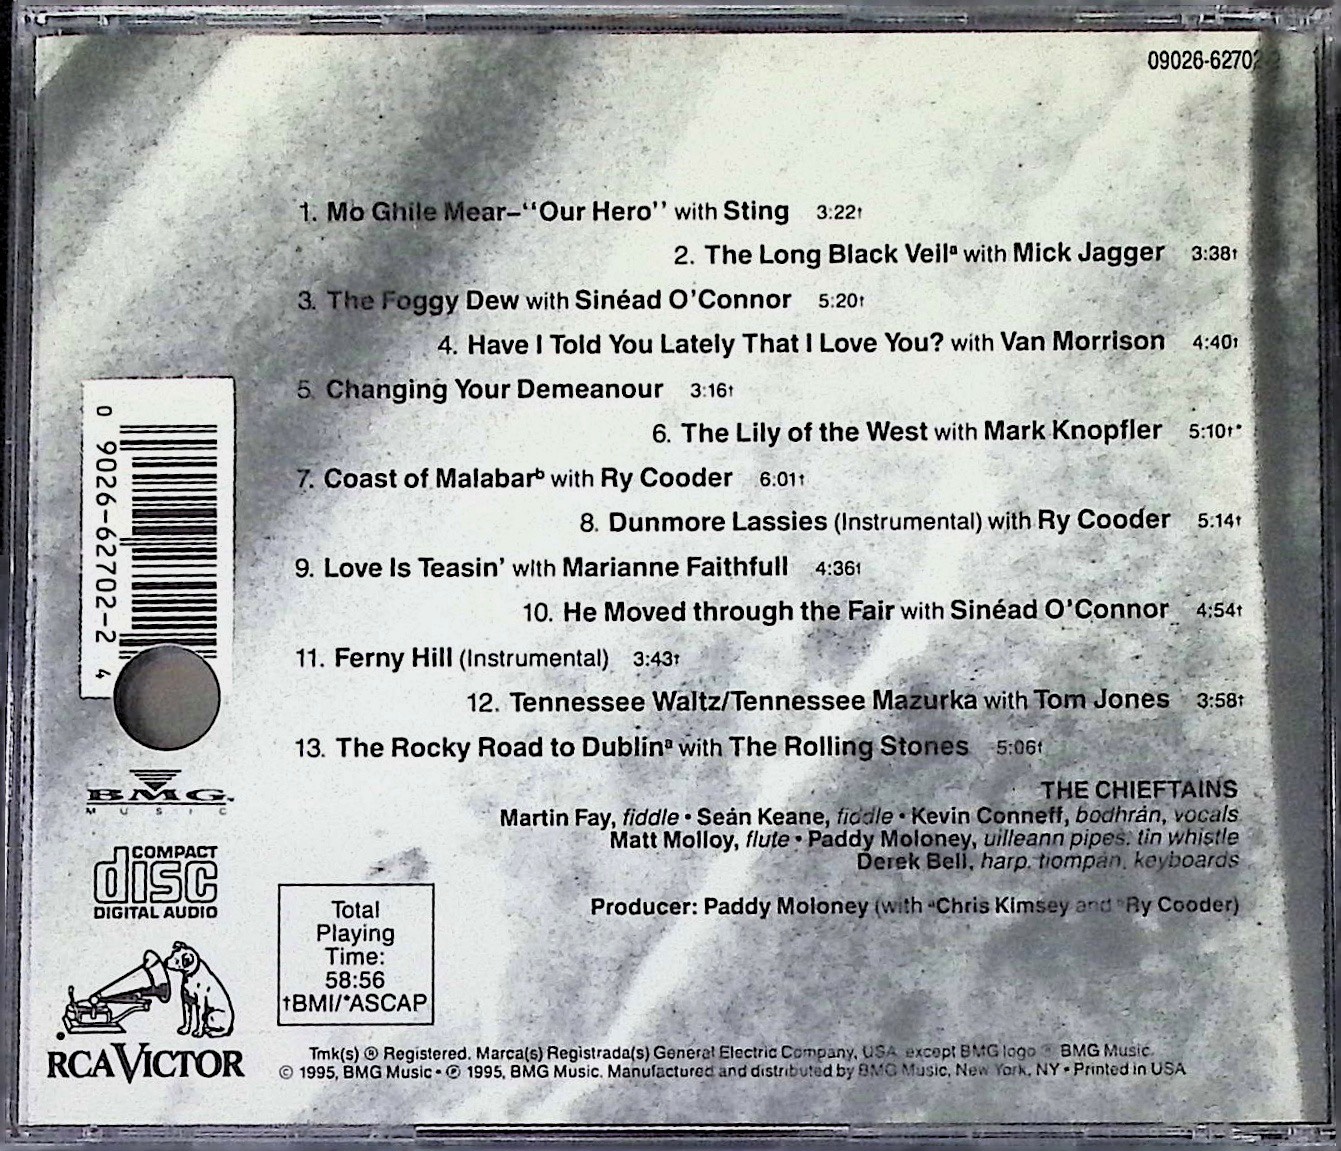 09026-62702
1. Mo Ghile Mear–“Our Hero” with Sting 3:22†
2. The Long Black Veilª with Mick Jagger 3:38†
3. The Foggy Dew with Sinéad O’Connor 5:20†
4. Have I Told You Lately That I Love You? with Van Morrison 4:40†
5. Changing Your Demeanour 3:16†
6. The Lily of the West with Mark Knopfler 5:10†*
7. Coast of Malabarᵇ with Ry Cooder 6:01†
8. Dunmore Lassies (Instrumental) with Ry Cooder 5:14†
9. Love Is Teasin’ with Marianne Faithfull 4:36†
10. He Moved through the Fair with Sinéad O’Connor 4:54†
11. Ferny Hill (Instrumental) 3:43†
12. Tennessee Waltz/Tennessee Mazurka with Tom Jones 3:58†
13. The Rocky Road to Dublinª with The Rolling Stones 5:06†
THE CHIEFTAINS
Martin Fay, fiddle • Seán Keane, fiddle • Kevin Conneff, bodhrán, vocals
Matt Molloy, flute • Paddy Moloney, uilleann pipes, tin whistle
Derek Bell, harp, tiompán, keyboards
Producer: Paddy Moloney (with ªChris Kimsey and ᵇRy Cooder)
0 9026-62702-2 4
BMG
MUSIC
COMPACT
disc
DIGITAL AUDIO
RCA VICTOR
Total
Playing
Time:
58:56
†BMI/*ASCAP
Tmk(s) ® Registered. Marca(s) Registrada(s) General Electric Company, USA except BMG logo ® BMG Music
© 1995, BMG Music • ℗ 1995, BMG Music. Manufactured and distributed by BMG Music, New York, NY • Printed in USA